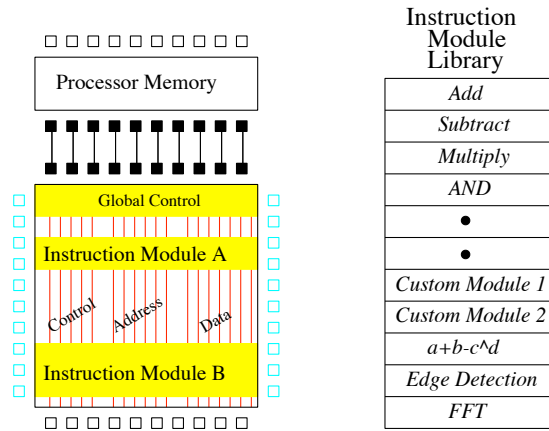 Processor Memory
Global Control
Instruction Module A
Control
Address
Data
Instruction Module B
Instruction
Module
Library
Add
Subtract
Multiply
AND
•
•
Custom Module 1
Custom Module 2
a+b-c^d
Edge Detection
FFT